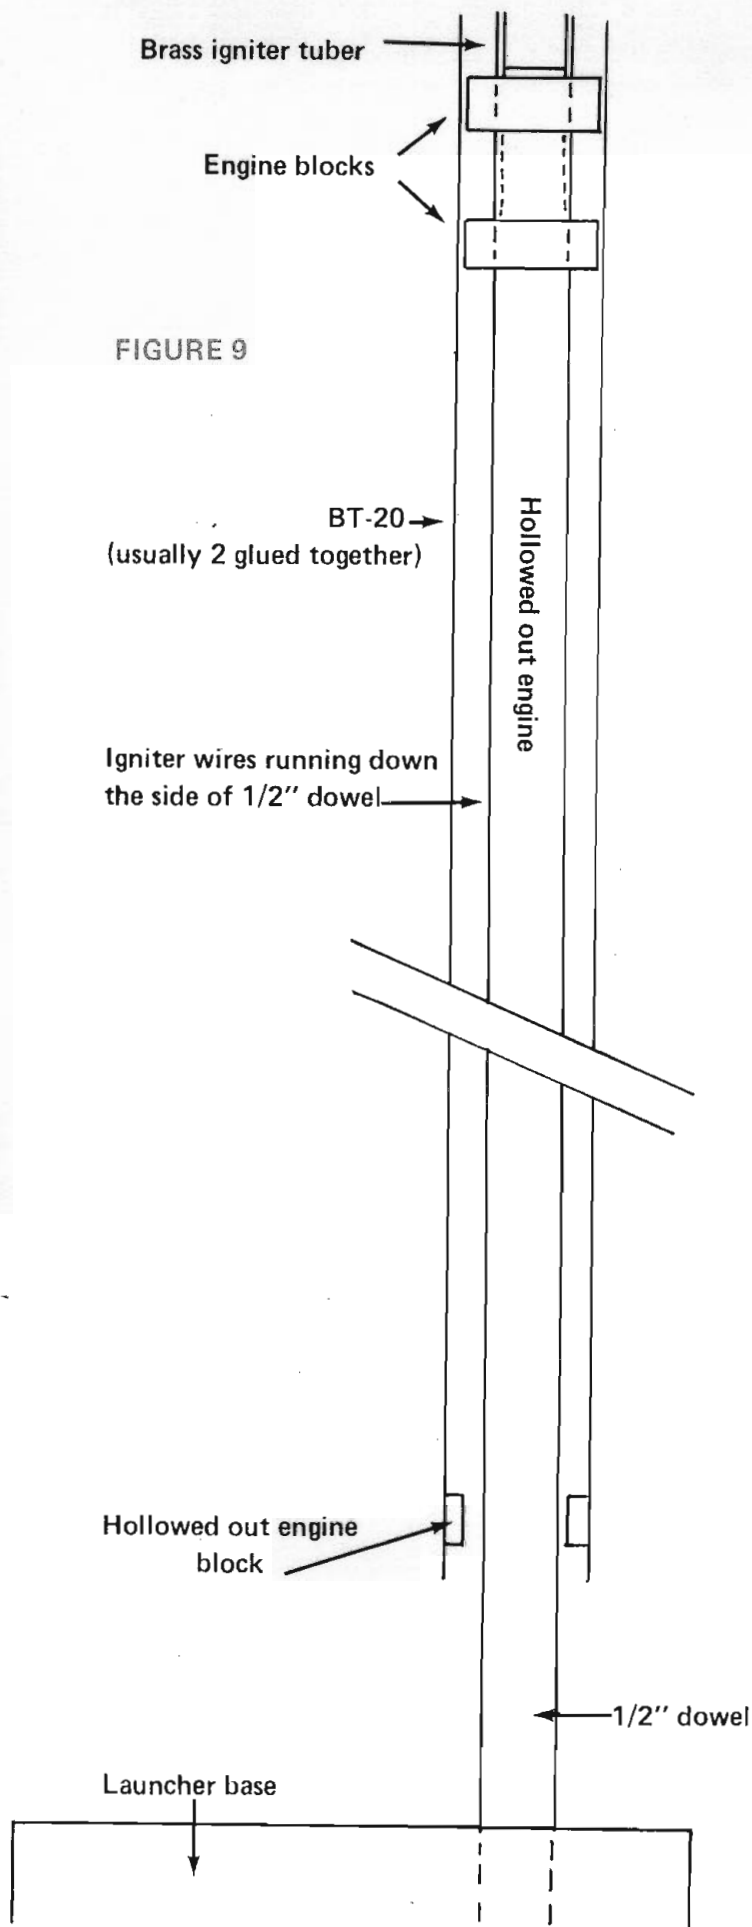 Brass igniter tuber
Engine blocks
FIGURE 9
BT-20
(usually 2 glued together)
Hollowed out engine
Igniter wires running down
the side of 1/2" dowel
Hollowed out engine
block
1/2" dowel
Launcher base